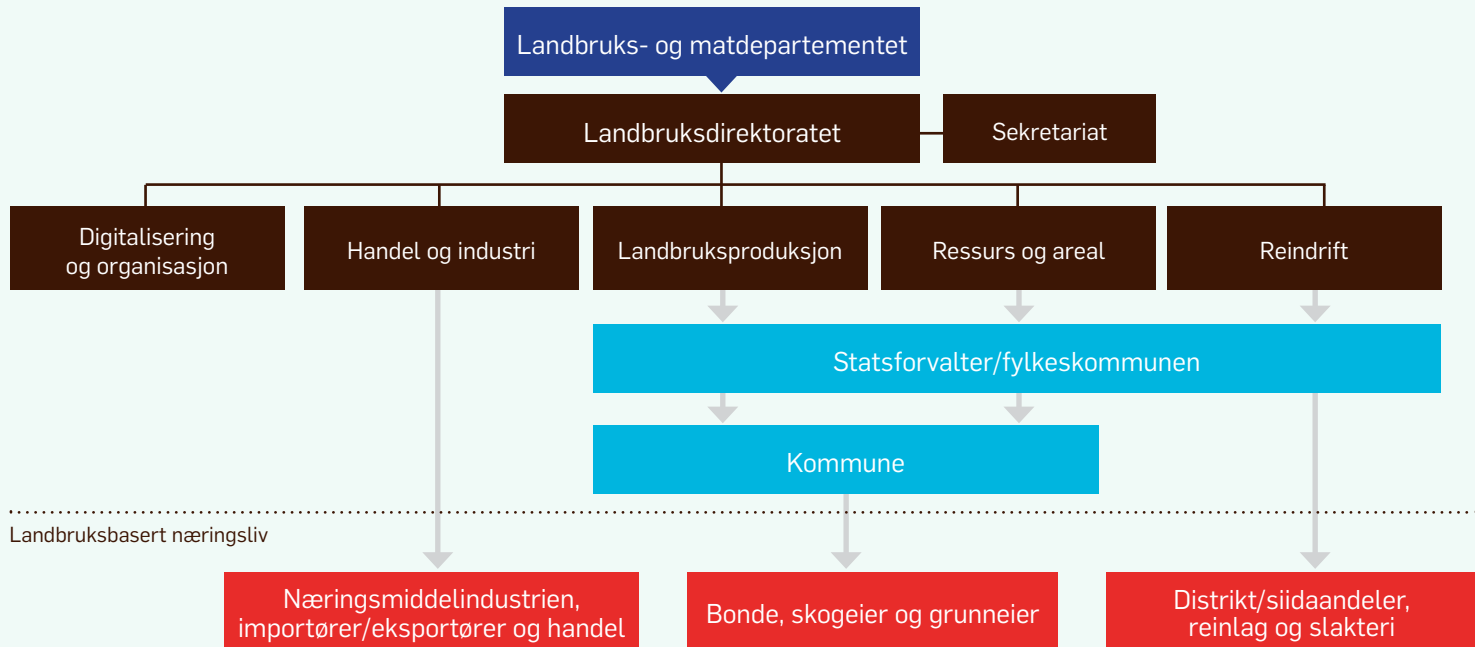 Landbruks- og matdepartementet
Landbruksdirektoratet
Sekretariat
Digitalisering
og organisasjon
Handel og industri
Landbruksproduksjon
Ressurs og areal
Reindrift
Statsforvalter/fylkeskommunen
Kommune
Landbruksbasert næringsliv
Næringsmiddelindustrien,
importører/eksportører og handel
Bonde, skogeier og grunneier
Distrikt/siidaandeler,
reinlag og slakteri